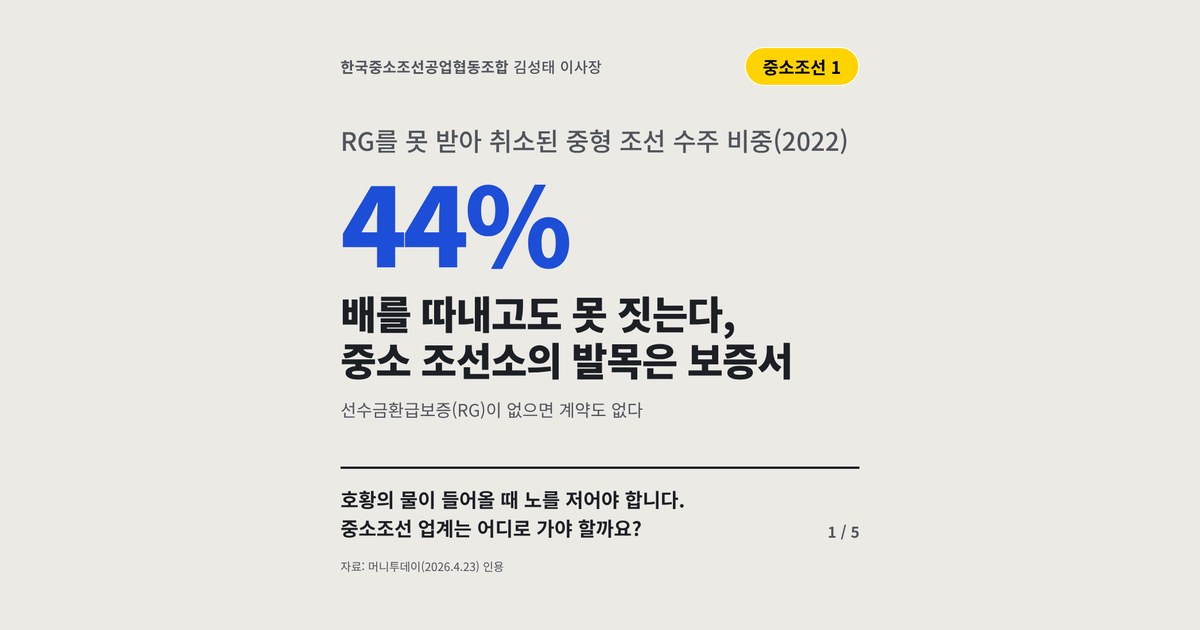 한국중소조선공업협동조합 김성태 이사장
중소조선 1
RG를 못 받아 취소된 중형 조선 수주 비중(2022)
44%
배를 따내고도 못 짓는다,
중소 조선소의 발목은 보증서
선수금환급보증(RG)이 없으면 계약도 없다
호황의 물이 들어올 때 노를 저어야 합니다.
중소조선 업계는 어디로 가야 할까요?
1 / 5
자료: 머니투데이(2026.4.23) 인용